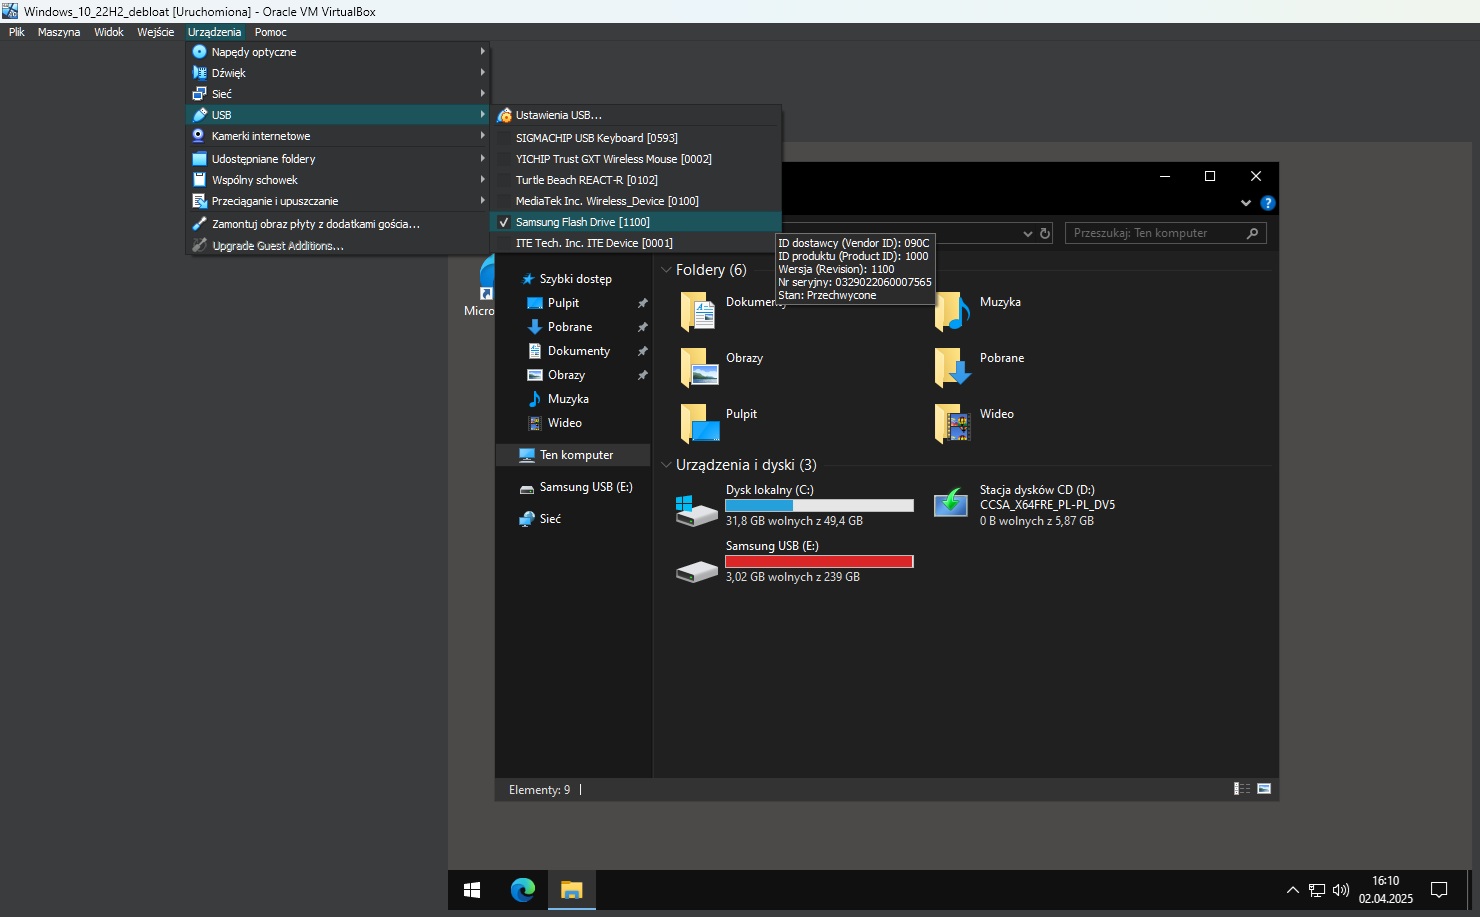 Windows_10_22H2_debloat [Uruchomiona] - Oracle VM VirtualBox
Plik Maszyna Widok Wejście Urządzenia Pomoc
Napędy optyczne
Dźwięk
Sieć
USB
Kamerki internetowe
Udostępniane foldery
Wspólny schowek
Przeciąganie i upuszczanie
Zamontuj obraz płyty z dodatkami gościa...
Upgrade Guest Additions...
Ustawienia USB...
SIGMACHIP USB Keyboard [0593]
YICHIP Trust GXT Wireless Mouse [0002]
Turtle Beach REACT-R [0102]
MediaTek Inc. Wireless_Device [0100]
Samsung Flash Drive [1100]
ITE Tech. Inc. ITE Device [0001]
ID dostawcy (Vendor ID): 090C
ID produktu (Product ID): 1000
Wersja (Revision): 1100
Nr seryjny: 0329022060007565
Stan: Przechwycone
Przeszukaj: Ten komputer
Micro
Szybki dostęp
Pulpit
Pobrane
Dokumenty
Obrazy
Muzyka
Wideo
Ten komputer
Samsung USB (E:)
Sieć
Foldery (6)
Dokumenty
Muzyka
Obrazy
Pobrane
Pulpit
Wideo
Urządzenia i dyski (3)
Dysk lokalny (C:)
31,8 GB wolnych z 49,4 GB
Stacja dysków CD (D:)
CCSA_X64FRE_PL-PL_DV5
0 B wolnych z 5,87 GB
Samsung USB (E:)
3,02 GB wolnych z 239 GB
Elementy: 9
16:10
02.04.2025